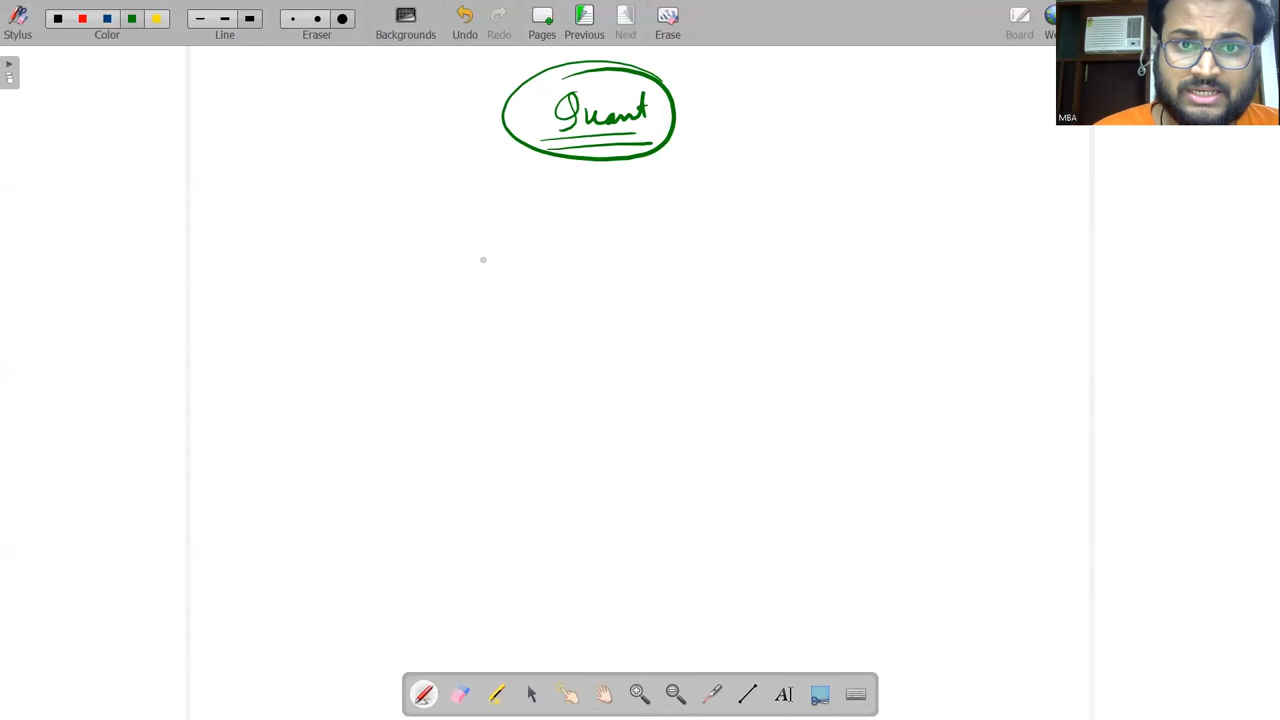 Stylus
Color
Line
Eraser
Backgrounds
Undo
Redo
Pages
Previous
Next
Erase
Board
Quant
MBA